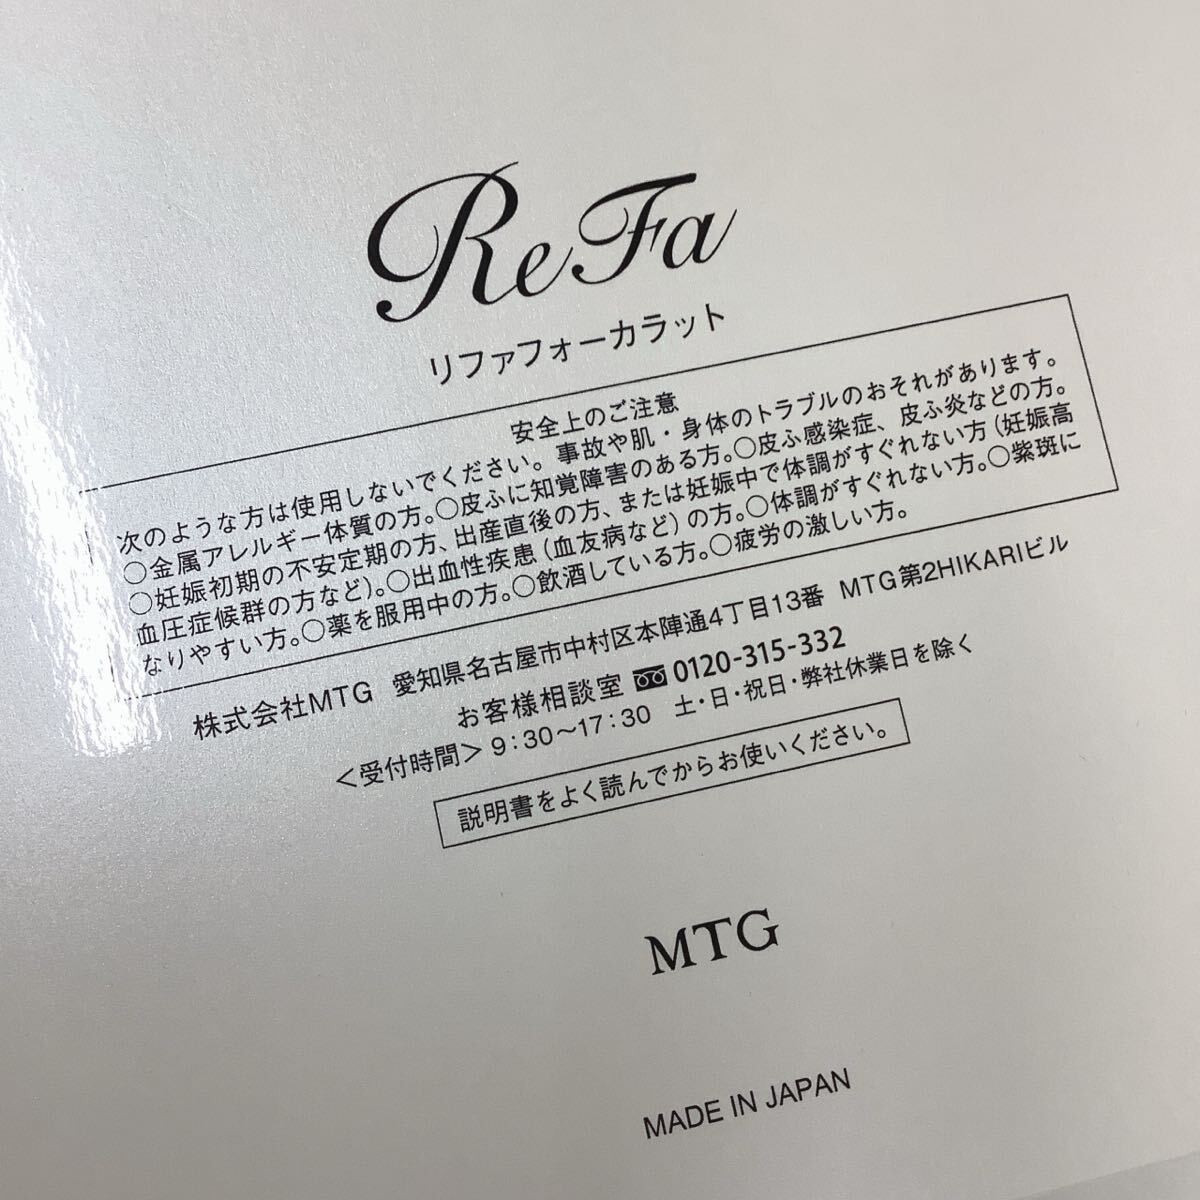 ReFa
リファフォーカラット
安全上のご注意
次のような方は使用しないでください。事故や肌・身体のトラブルのおそれがあります。
○金属アレルギー体質の方。○皮ふに知覚障害のある方。○皮ふ感染症、皮ふ炎などの方。
○妊娠初期の不安定期の方、出産直後の方、または妊娠中で体調がすぐれない方（妊娠高
血圧症候群の方など）。○出血性疾患（血友病など）の方。○体調がすぐれない方。○紫斑に
なりやすい方。○薬を服用中の方。○飲酒している方。○疲労の激しい方。
株式会社MTG 愛知県名古屋市中村区本陣通4丁目13番 MTG第2HIKARIビル
お客様相談室 0120-315-332
＜受付時間＞9：30～17：30 土・日・祝日・弊社休業日を除く
説明書をよく読んでからお使いください。
MTG
MADE IN JAPAN